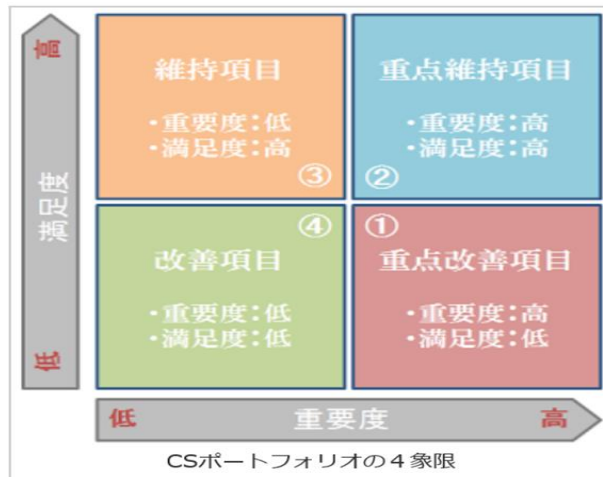 高
満足度
低
維持項目
・重要度：低
・満足度：高
③
重点維持項目
・重要度：高
・満足度：高
②
④
改善項目
・重要度：低
・満足度：低
①
重点改善項目
・重要度：高
・満足度：低
低 重要度 高
CSポートフォリオの４象限